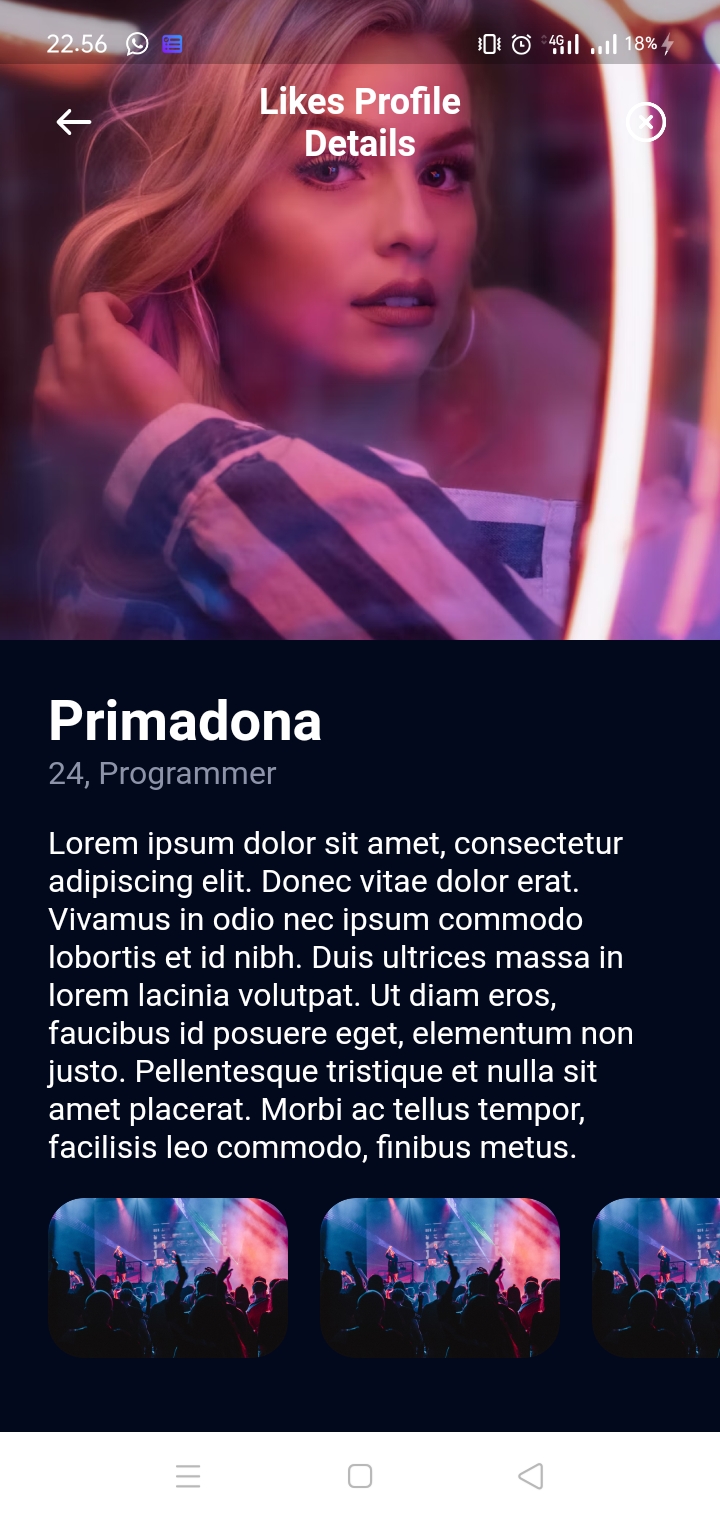 22.56
4G
18%
Likes Profile
Details
Primadona
24, Programmer
Lorem ipsum dolor sit amet, consectetur
adipiscing elit. Donec vitae dolor erat.
Vivamus in odio nec ipsum commodo
lobortis et id nibh. Duis ultrices massa in
lorem lacinia volutpat. Ut diam eros,
faucibus id posuere eget, elementum non
justo. Pellentesque tristique et nulla sit
amet placerat. Morbi ac tellus tempor,
facilisis leo commodo, finibus metus.